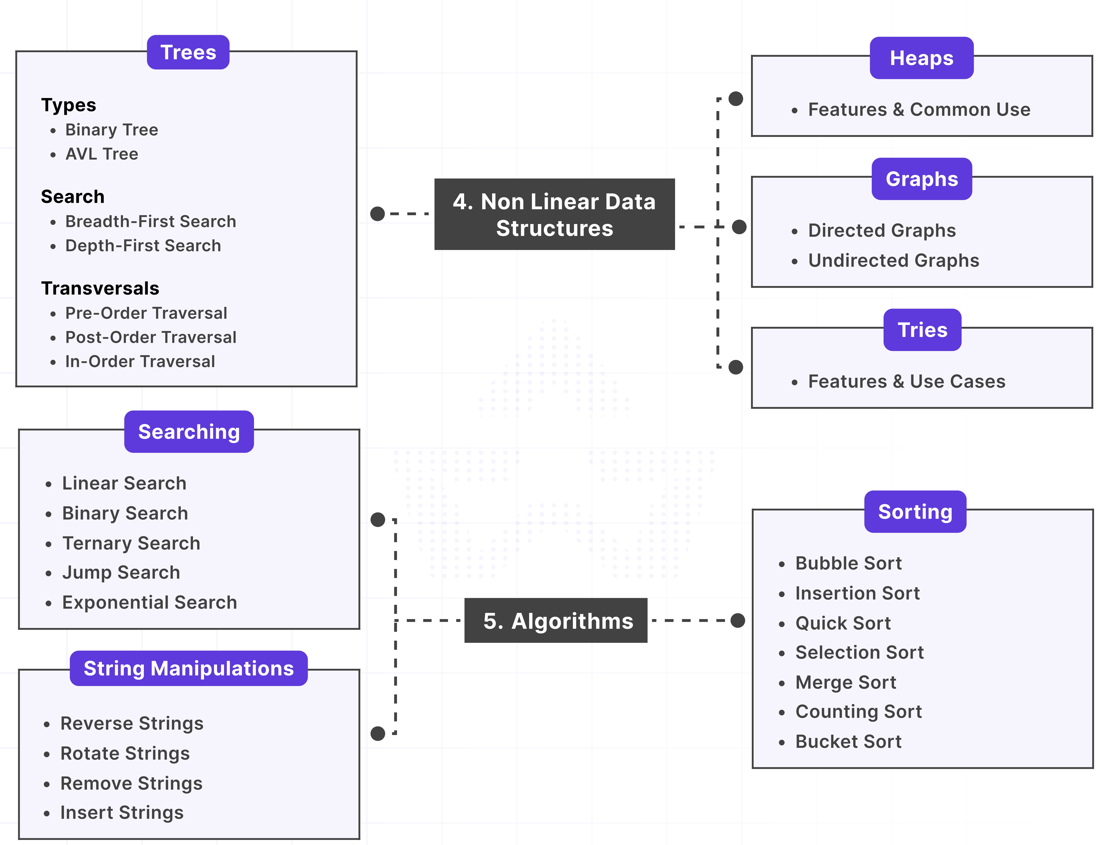 Trees
Types
• Binary Tree
• AVL Tree
Search
• Breadth-First Search
• Depth-First Search
Transversals
• Pre-Order Traversal
• Post-Order Traversal
• In-Order Traversal
4. Non Linear Data
Structures
Heaps
• Features & Common Use
Graphs
• Directed Graphs
• Undirected Graphs
Tries
• Features & Use Cases
Searching
• Linear Search
• Binary Search
• Ternary Search
• Jump Search
• Exponential Search
String Manipulations
• Reverse Strings
• Rotate Strings
• Remove Strings
• Insert Strings
5. Algorithms
Sorting
• Bubble Sort
• Insertion Sort
• Quick Sort
• Selection Sort
• Merge Sort
• Counting Sort
• Bucket Sort